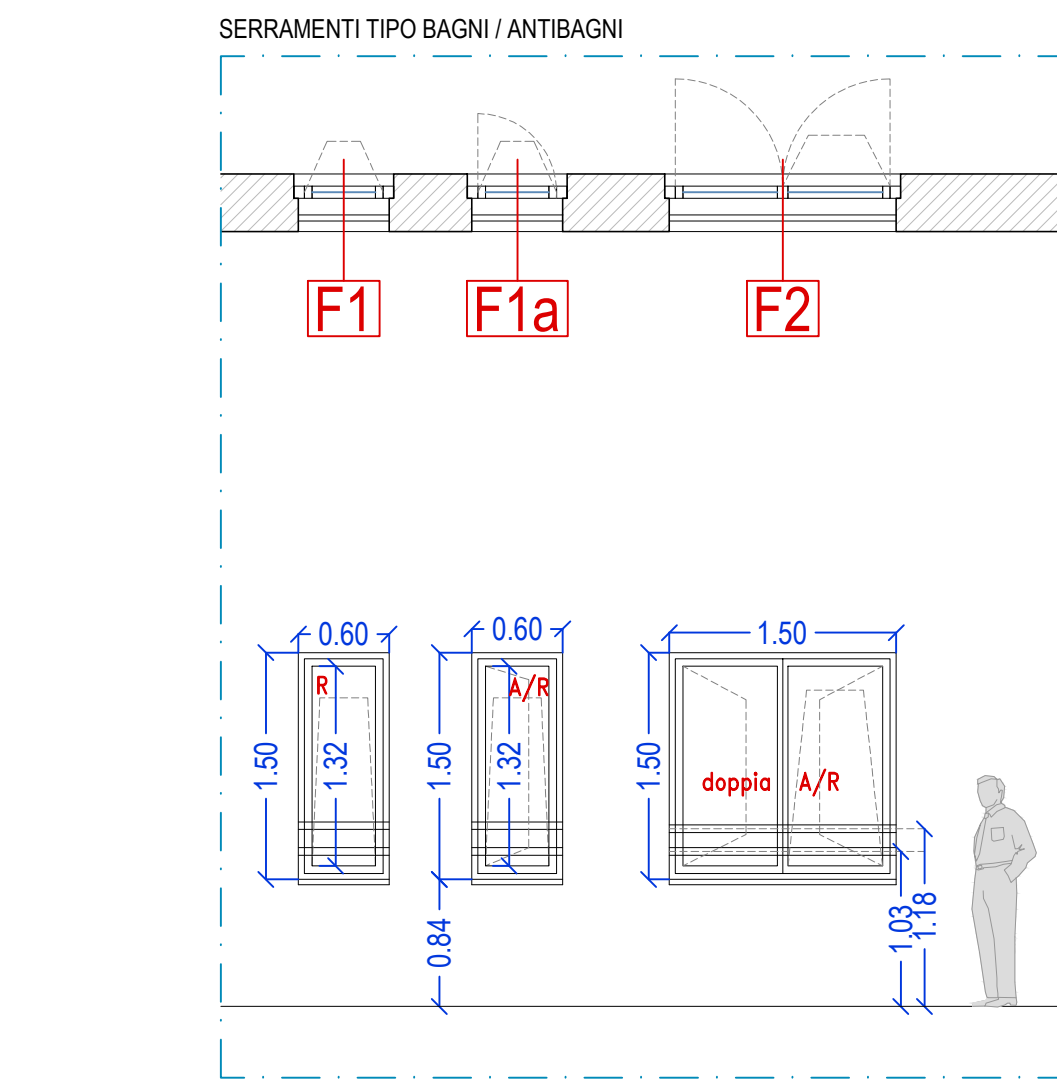 SERRAMENTI TIPO BAGNI / ANTIBAGNI
F1 F1a F2
0.60 0.60 1.50
R A/R
1.50 1.32 1.50 1.32 1.50
doppia A/R
0.84 1.03 1.18